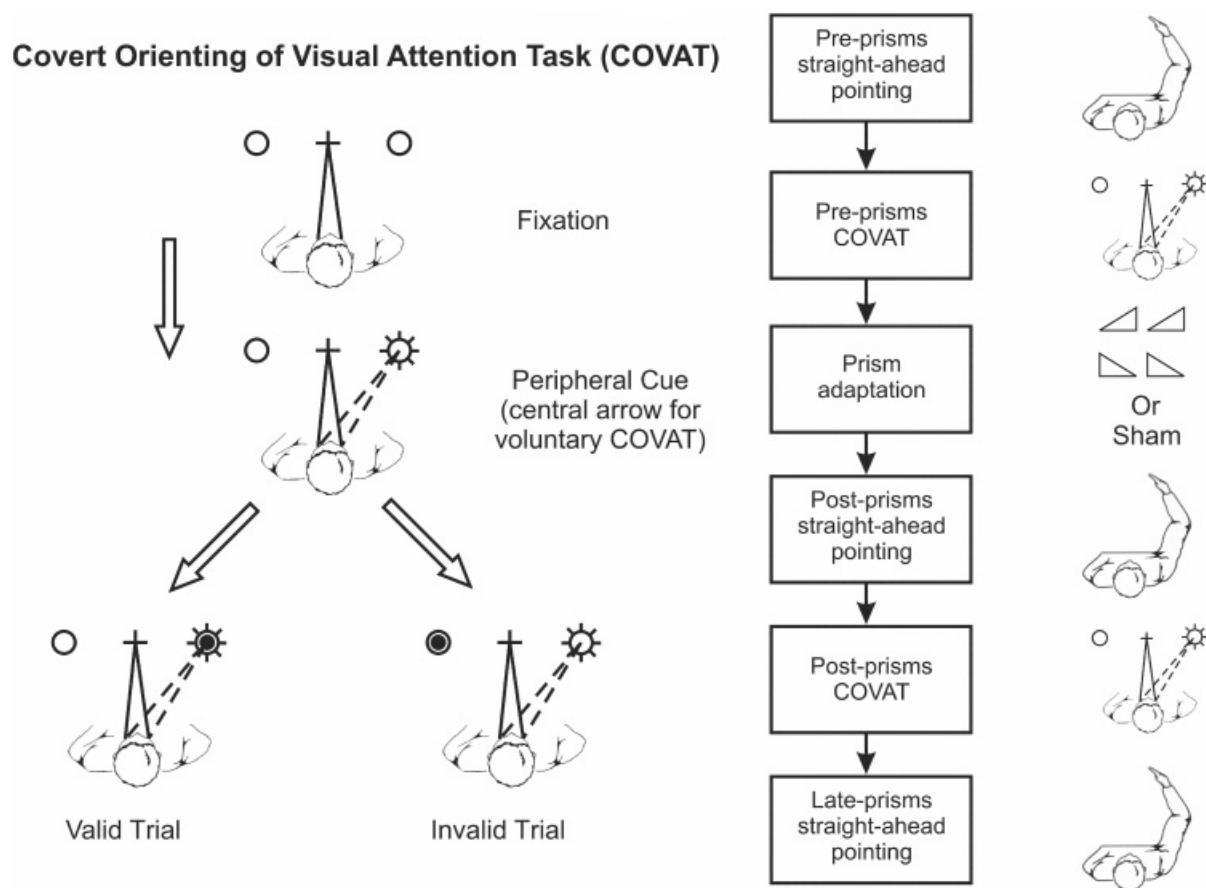 Covert Orienting of Visual Attention Task (COVAT)
Fixation
Peripheral Cue
(central arrow for
voluntary COVAT)
Valid Trial
Invalid Trial
Pre-prisms
straight-ahead
pointing
Pre-prisms
COVAT
Prism
adaptation
Or
Sham
Post-prisms
straight-ahead
pointing
Post-prisms
COVAT
Late-prisms
straight-ahead
pointing